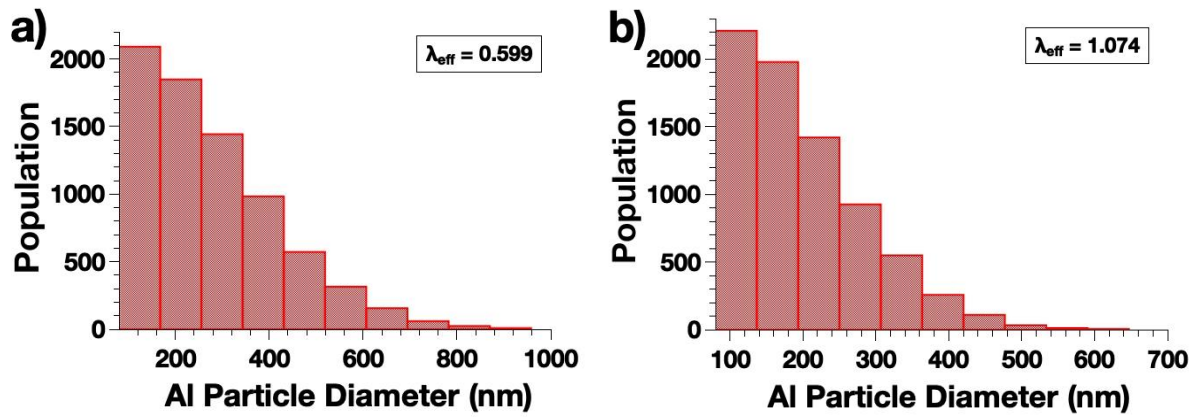 a)
λeff = 0.599
2000
1500
1000
500
0
Population
200 400 600 800 1000
Al Particle Diameter (nm)
b)
λeff = 1.074
2000
1500
1000
500
0
Population
100 200 300 400 500 600 700
Al Particle Diameter (nm)